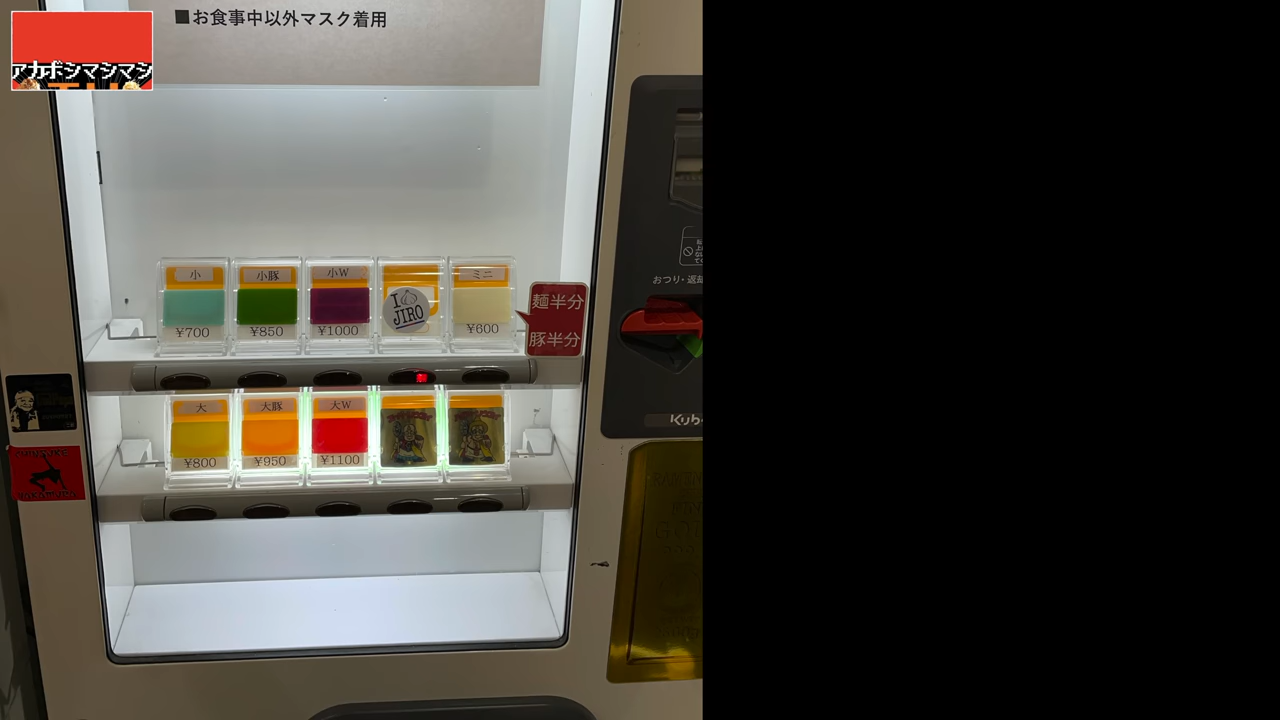 ■お食事中以外マスク着用
アカボシマシマシ
小
小豚
小W
ミニ
¥700
¥850
¥1000
I
JIRO
¥600
麺半分
豚半分
おつり・返却
大
大豚
大W
¥800
¥950
¥1100
Kub
RAMEN